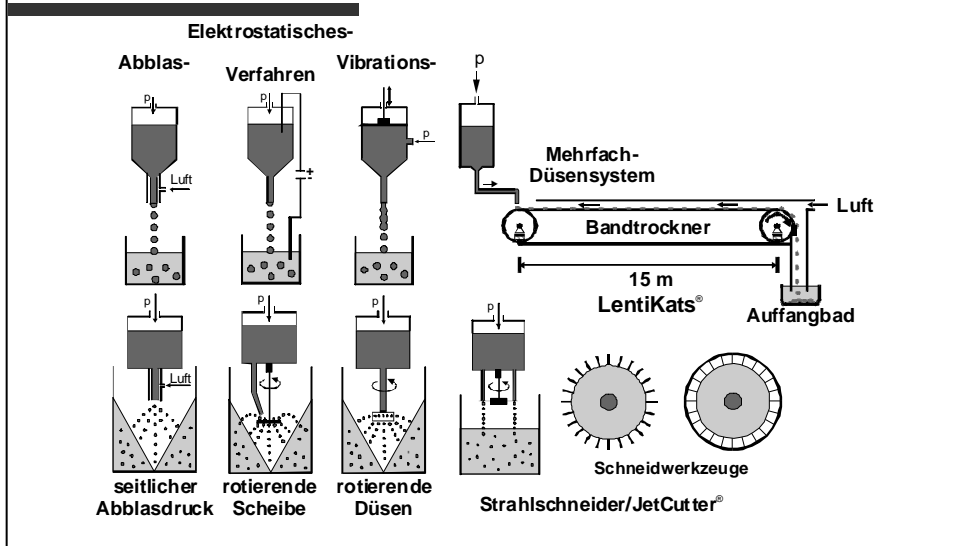 Elektrostatisches-
Abblas-
Verfahren
Vibrations-
p
p
p
p
Luft
±
Mehrfach-
Düsensystem
Luft
Bandtrockner
15 m
LentiKats®
Auffangbad
p
p
p
p
Luft
seitlicher
Abblasdruck
rotierende
Scheibe
rotierende
Düsen
Schneidwerkzeuge
Strahlschneider/JetCutter®